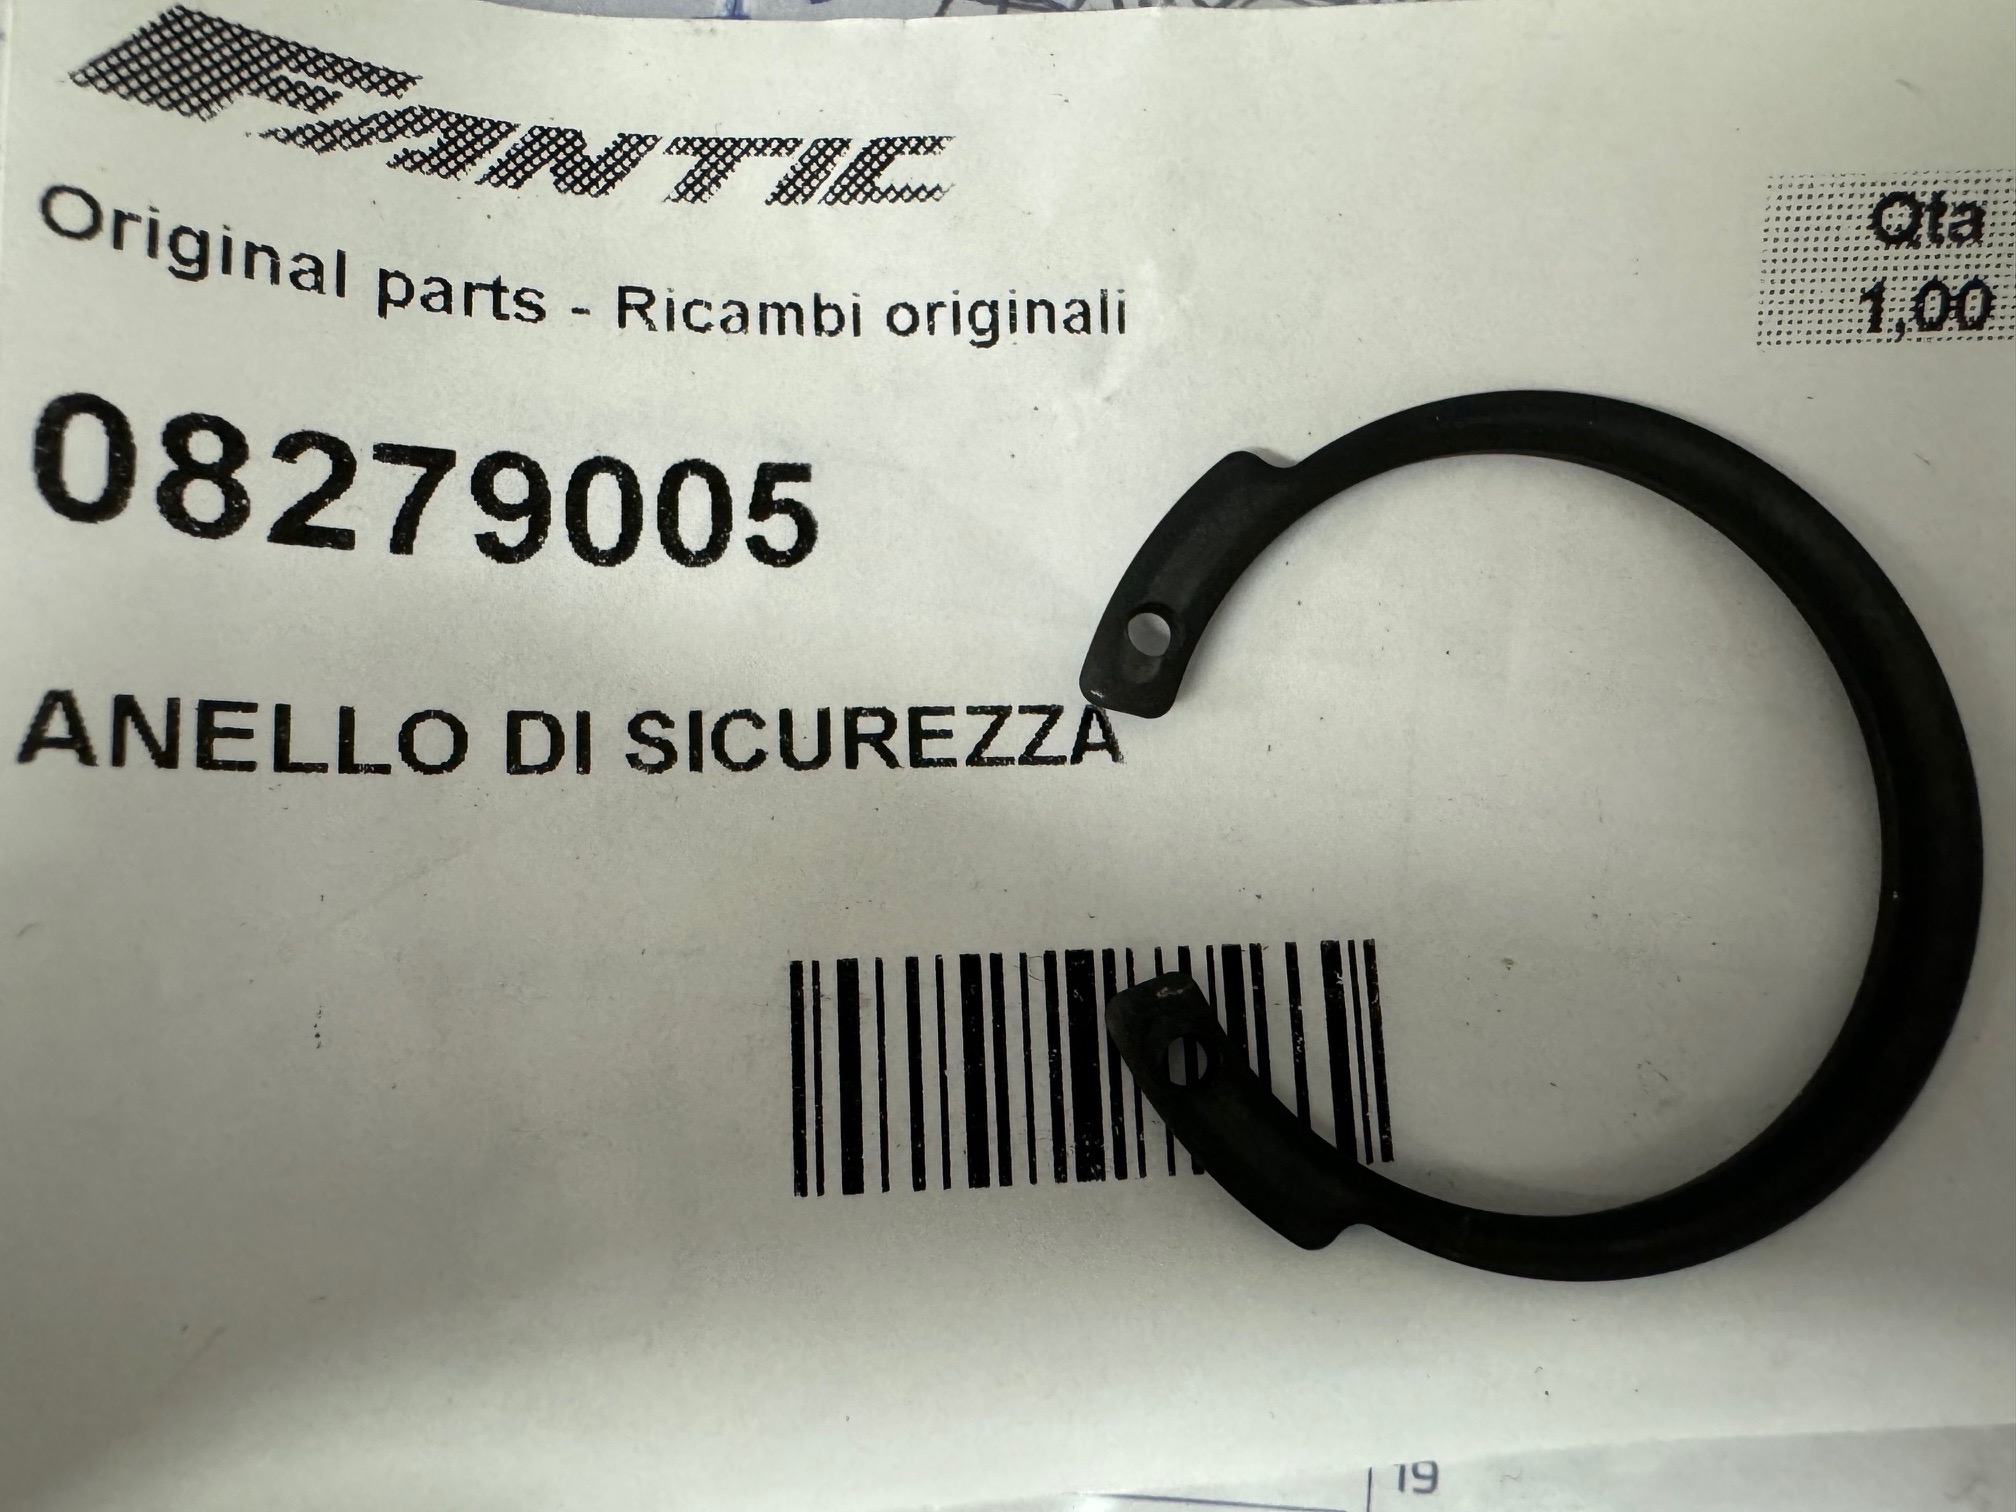 FANTIC
Original parts - Ricambi originali
Qta
1,00
08279005
ANELLO DI SICUREZZA
19